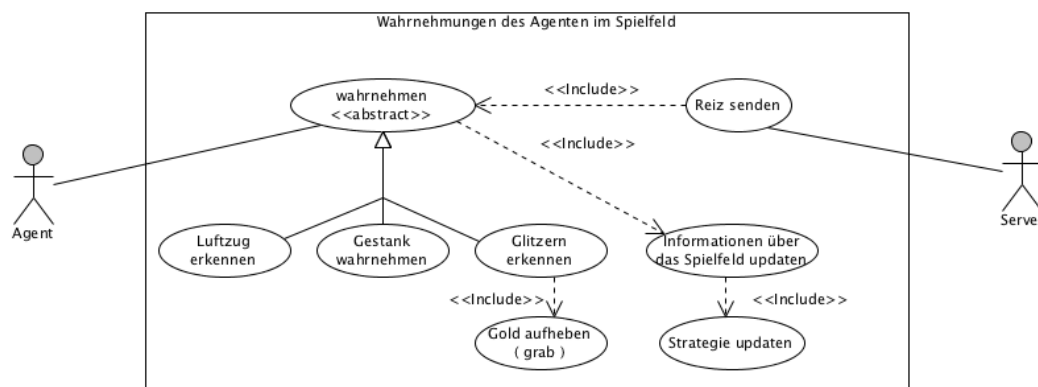 Wahrnehmungen des Agenten im Spielfeld
wahrnehmen
<<abstract>>
<<Include>>
Reiz senden
<<Include>>
Agent
Server
Luftzug
erkennen
Gestank
wahrnehmen
Glitzern
erkennen
Informationen über
das Spielfeld updaten
<<Include>>
<<Include>>
Gold aufheben
( grab )
Strategie updaten